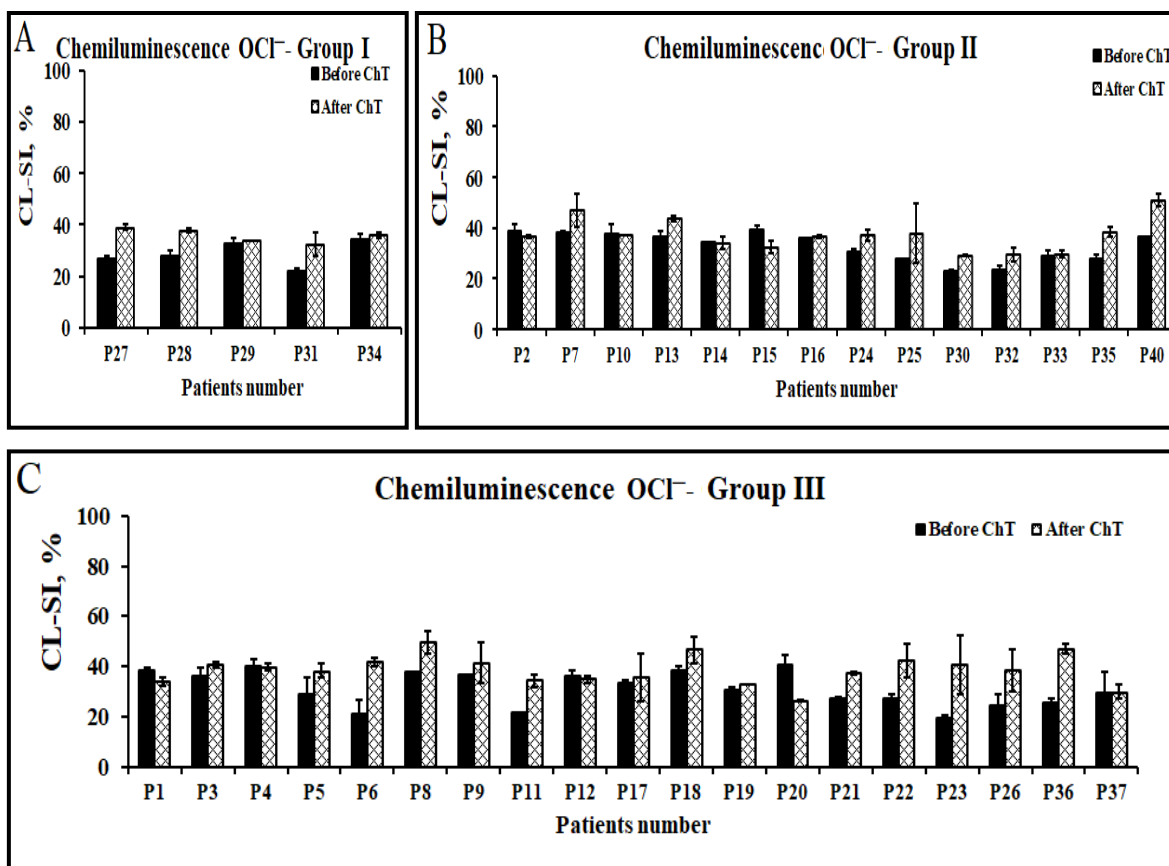 A
Chemiluminescence OCl⁻- Group I
Before ChT
After ChT
CL-SI, %
100
80
60
40
20
0
P27 P28 P29 P31 P34
Patients number
B
Chemiluminescence OCl⁻- Group II
Before ChT
After ChT
CL-SI, %
100
80
60
40
20
0
P2 P7 P10 P13 P14 P15 P16 P24 P25 P30 P32 P33 P35 P40
Patients number
C
Chemiluminescence OCl⁻- Group III
Before ChT After ChT
CL-SI, %
100
80
60
40
20
0
P1 P3 P4 P5 P6 P8 P9 P11 P12 P17 P18 P19 P20 P21 P22 P23 P26 P36 P37
Patients number